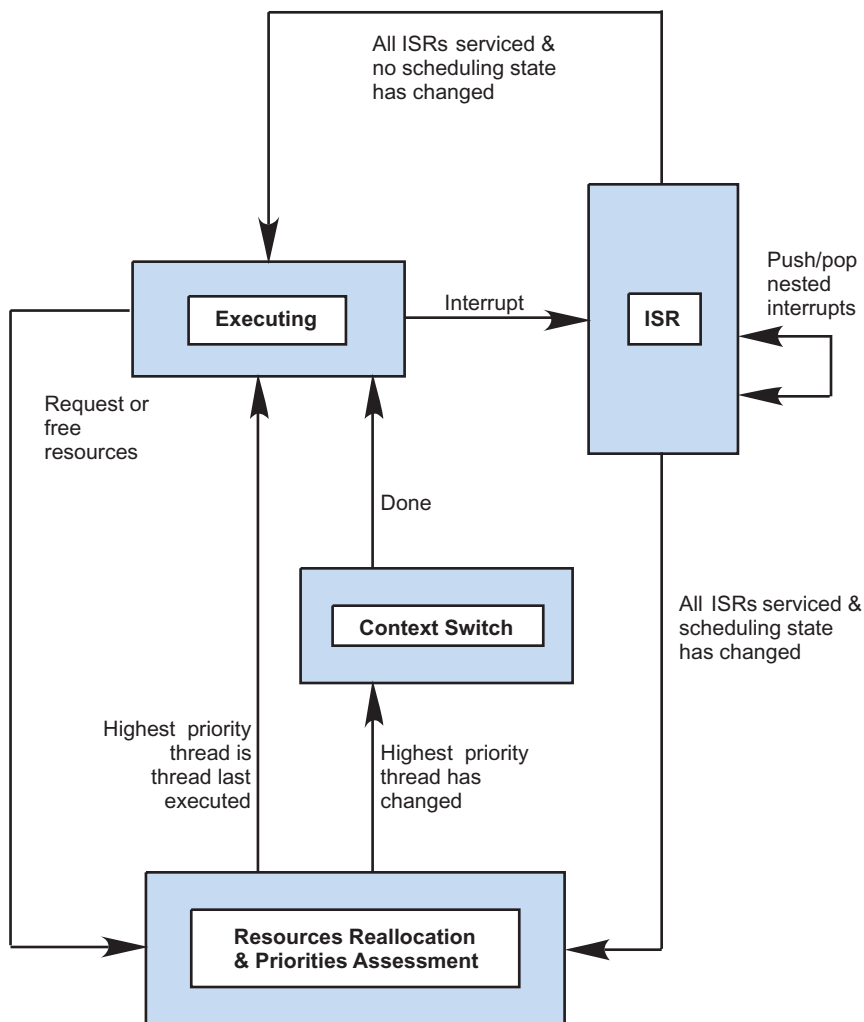 All ISRs serviced &
no scheduling state
has changed
Push/pop
nested
interrupts
Executing
Interrupt
ISR
Request or
free
resources
Done
Context Switch
All ISRs serviced &
scheduling state
has changed
Highest priority
thread is
thread last
executed
Highest priority
thread has
changed
Resources Reallocation
& Priorities Assessment